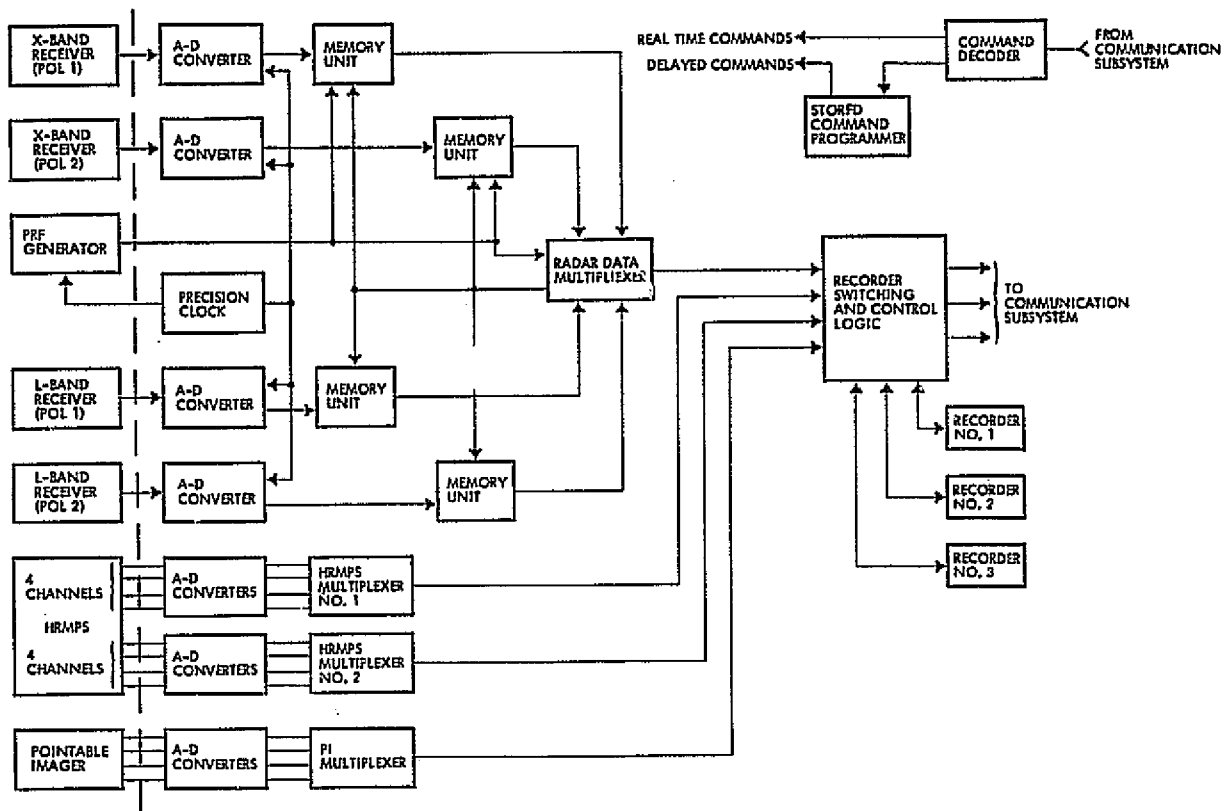 X-BAND
RECEIVER
(POL 1)
A-D
CONVERTER
MEMORY
UNIT
REAL TIME COMMANDS
DELAYED COMMANDS
COMMAND
DECODER
FROM
COMMUNICATION
SUBSYSTEM
STORED
COMMAND
PROGRAMMER
X-BAND
RECEIVER
(POL 2)
A-D
CONVERTER
MEMORY
UNIT
PRF
GENERATOR
RADAR DATA
MULTIPLIEXER
PRECISION
CLOCK
RECORDER
SWITCHING
AND CONTROL
LOGIC
TO
COMMUNICATION
SUBSYSTEM
L-BAND
RECEIVER
(POL 1)
A-D
CONVERTER
MEMORY
UNIT
RECORDER
NO. 1
L-BAND
RECEIVER
(POL 2)
A-D
CONVERTER
MEMORY
UNIT
RECORDER
NO. 2
RECORDER
NO. 3
4
CHANNELS
HRMPS
4
CHANNELS
A-D
CONVERTERS
HRMPS
MULTIPLEXER
NO. 1
A-D
CONVERTERS
HRMPS
MULTIPLEXER
NO. 2
POINTABLE
IMAGER
A-D
CONVERTERS
PI
MULTIPLEXER